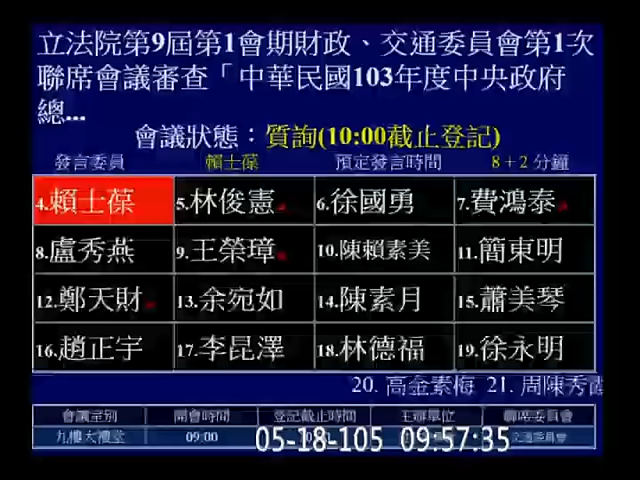 立法院第9屆第1會期財政、交通委員會第1次
聯席會議審查「中華民國103年度中央政府
總...
會議狀態：質詢(10:00截止登記)
發言委員 賴士葆 預定發言時間 8+2 分鐘
4.賴士葆 5.林俊憲 6.徐國勇 7.費鴻泰
8.盧秀燕 9.王榮璋 10.陳賴素美 11.簡東明
12.鄭天財 13.余宛如 14.陳素月 15.蕭美琴
16.趙正宇 17.李昆澤 18.林德福 19.徐永明
20. 高金素梅 21. 周陳秀
會議室別 開會時間 登記截止時間 主辦單位 聯席委員會
九樓大禮堂 09:00 交通委員會
05-18-105 09:57:35